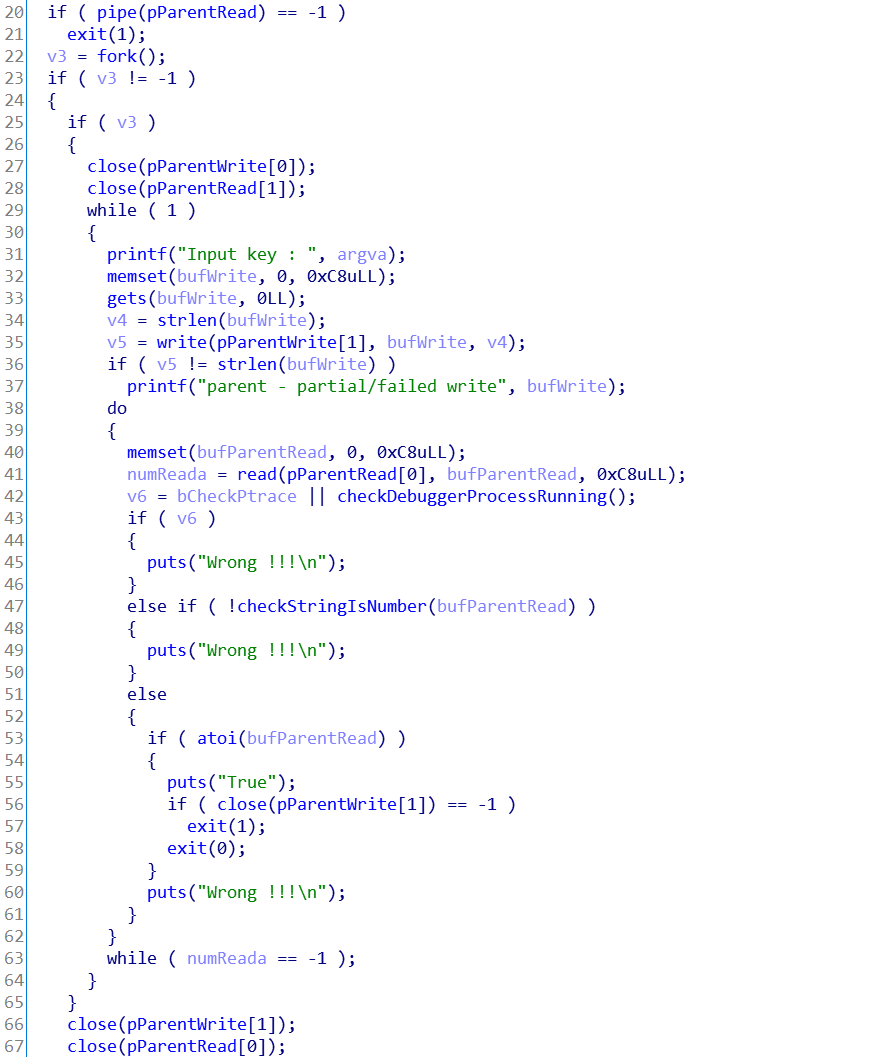 20 if ( pipe(pParentRead) == -1 )
21 exit(1);
22 v3 = fork();
23 if ( v3 != -1 )
24 {
25 if ( v3 )
26 {
27 close(pParentWrite[0]);
28 close(pParentRead[1]);
29 while ( 1 )
30 {
31 printf("Input key : ", argva);
32 memset(bufWrite, 0, 0xC8uLL);
33 gets(bufWrite, 0LL);
34 v4 = strlen(bufWrite);
35 v5 = write(pParentWrite[1], bufWrite, v4);
36 if ( v5 != strlen(bufWrite) )
37 printf("parent - partial/failed write", bufWrite);
38 do
39 {
40 memset(bufParentRead, 0, 0xC8uLL);
41 numReada = read(pParentRead[0], bufParentRead, 0xC8uLL);
42 v6 = bCheckPtrace || checkDebuggerProcessRunning();
43 if ( v6 )
44 {
45 puts("Wrong !!!\n");
46 }
47 else if ( !checkStringIsNumber(bufParentRead) )
48 {
49 puts("Wrong !!!\n");
50 }
51 else
52 {
53 if ( atoi(bufParentRead) )
54 {
55 puts("True");
56 if ( close(pParentWrite[1]) == -1 )
57 exit(1);
58 exit(0);
59 }
60 puts("Wrong !!!\n");
61 }
62 }
63 while ( numReada == -1 );
64 }
65 }
66 close(pParentWrite[1]);
67 close(pParentRead[0]);